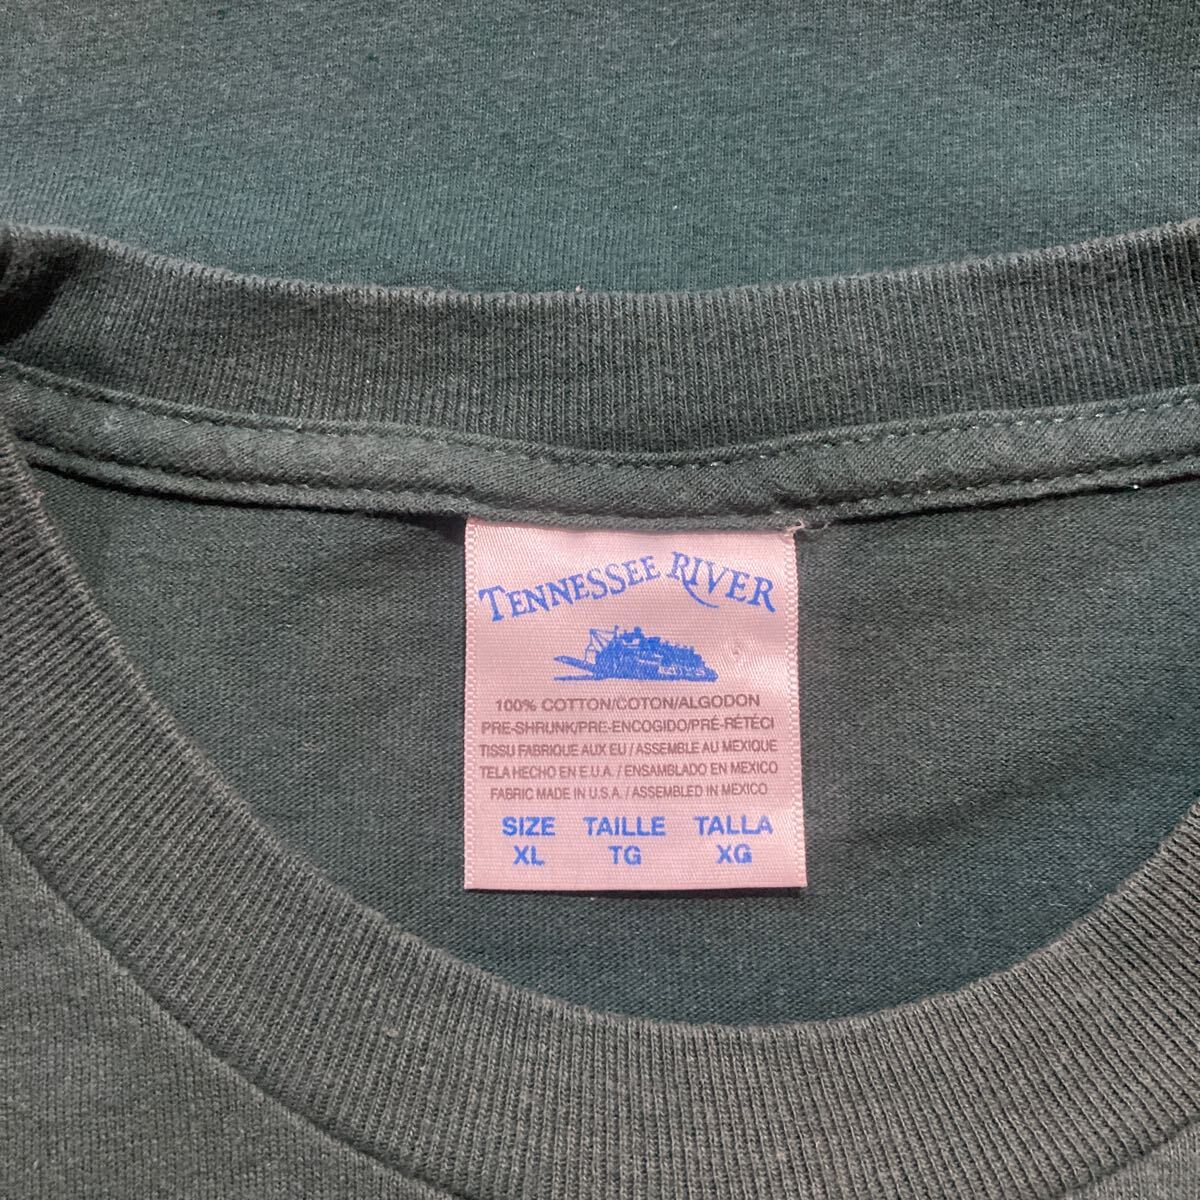 TENNESSEE RIVER
100% COTTON/COTON/ALGODON
PRE-SHRUNK/PRE-ENCOGIDO/PRÉ-RÉTÉCI
TISSU FABRIQUE AUX EU / ASSEMBLE AU MEXIQUE
TELA HECHO EN E.U.A. / ENSAMBLADO EN MEXICO
FABRIC MADE IN U.S.A. / ASSEMBLED IN MEXICO
SIZE TAILLE TALLA
XL TG XG